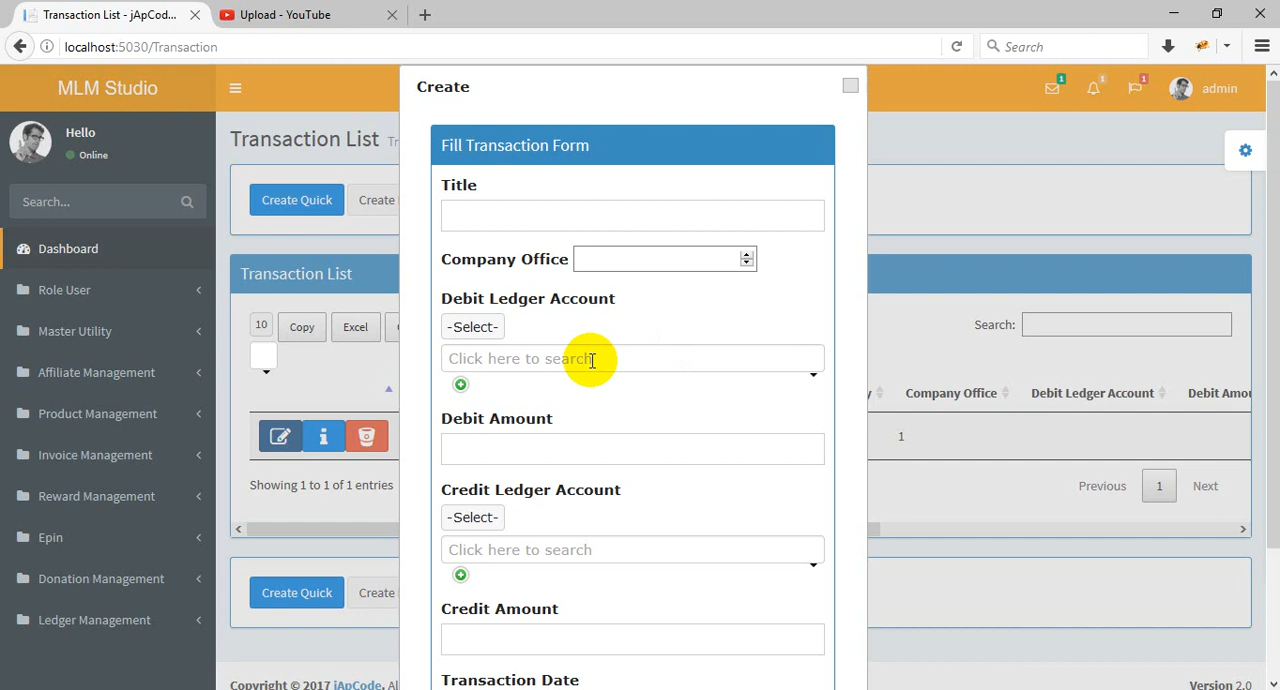 Transaction List - jApCod...
Upload - YouTube
localhost:5030/Transaction
Search
MLM Studio
1
1
1
admin
Hello
Online
Search...
Dashboard
Role User
Master Utility
Affiliate Management
Product Management
Invoice Management
Reward Management
Epin
Donation Management
Ledger Management
Transaction List
Create Quick
Create
Transaction List
10
Copy
Excel
Search:
Company Office
Debit Ledger Account
Debit Amou
1
Showing 1 to 1 of 1 entries
Previous
1
Next
Create Quick
Create
Copyright © 2017 jApCode.
Version 2.0
Create
Fill Transaction Form
Title
Company Office
Debit Ledger Account
-Select-
Click here to search
Debit Amount
Credit Ledger Account
-Select-
Click here to search
Credit Amount
Transaction Date